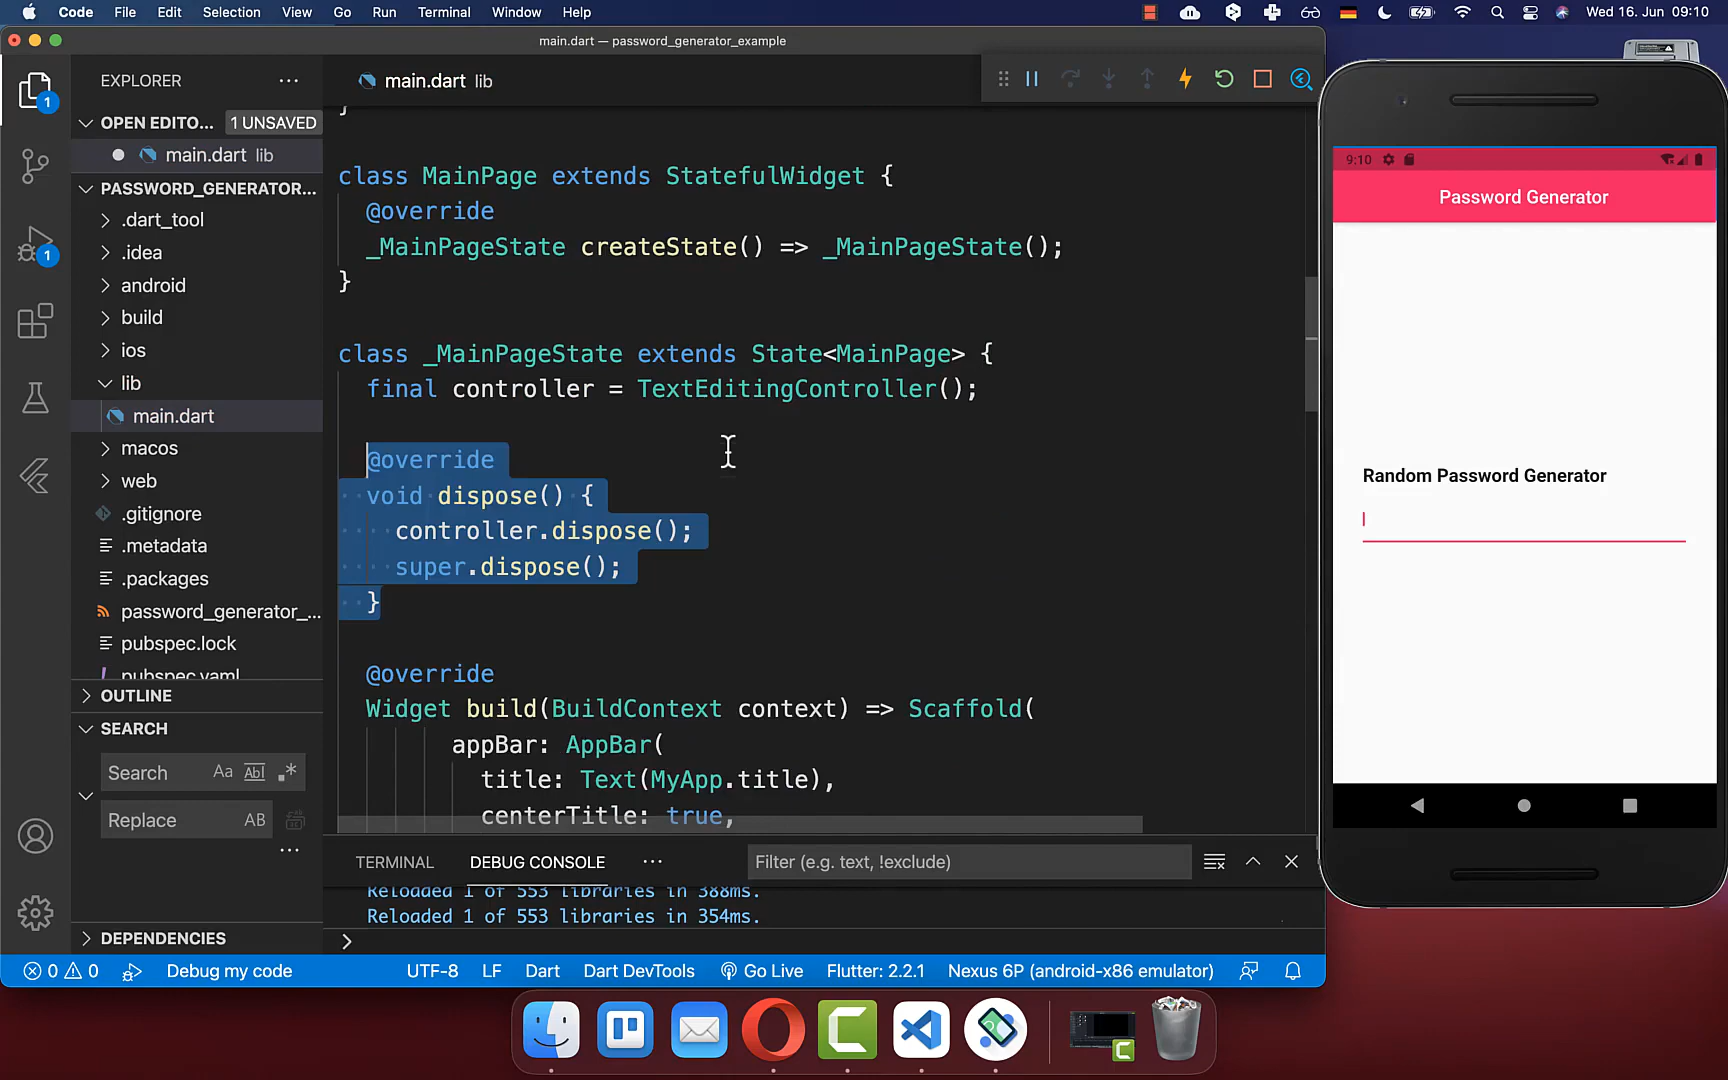 Code File Edit Selection View Go Run Terminal Window Help
Wed 16. Jun 09:10
main.dart — password_generator_example
EXPLORER
main.dart lib
OPEN EDITO... 1 UNSAVED
main.dart lib
PASSWORD_GENERATOR...
.dart_tool
.idea
android
build
ios
lib
main.dart
macos
web
.gitignore
.metadata
.packages
password_generator_...
pubspec.lock
pubspec.yaml
OUTLINE
SEARCH
Search Aa Abl .*
Replace AB
DEPENDENCIES
1
1
}
class MainPage extends StatefulWidget {
@override
_MainPageState createState() => _MainPageState();
}
class _MainPageState extends State<MainPage> {
final controller = TextEditingController();
@override
void dispose() {
controller.dispose();
super.dispose();
}
@override
Widget build(BuildContext context) => Scaffold(
appBar: AppBar(
title: Text(MyApp.title),
centerTitle: true,
TERMINAL DEBUG CONSOLE ... Filter (e.g. text, !exclude)
Reloaded 1 of 553 libraries in 388ms.
Reloaded 1 of 553 libraries in 354ms.
>
0 0 Debug my code UTF-8 LF Dart Dart DevTools Go Live Flutter: 2.2.1 Nexus 6P (android-x86 emulator)
9:10
Password Generator
Random Password Generator